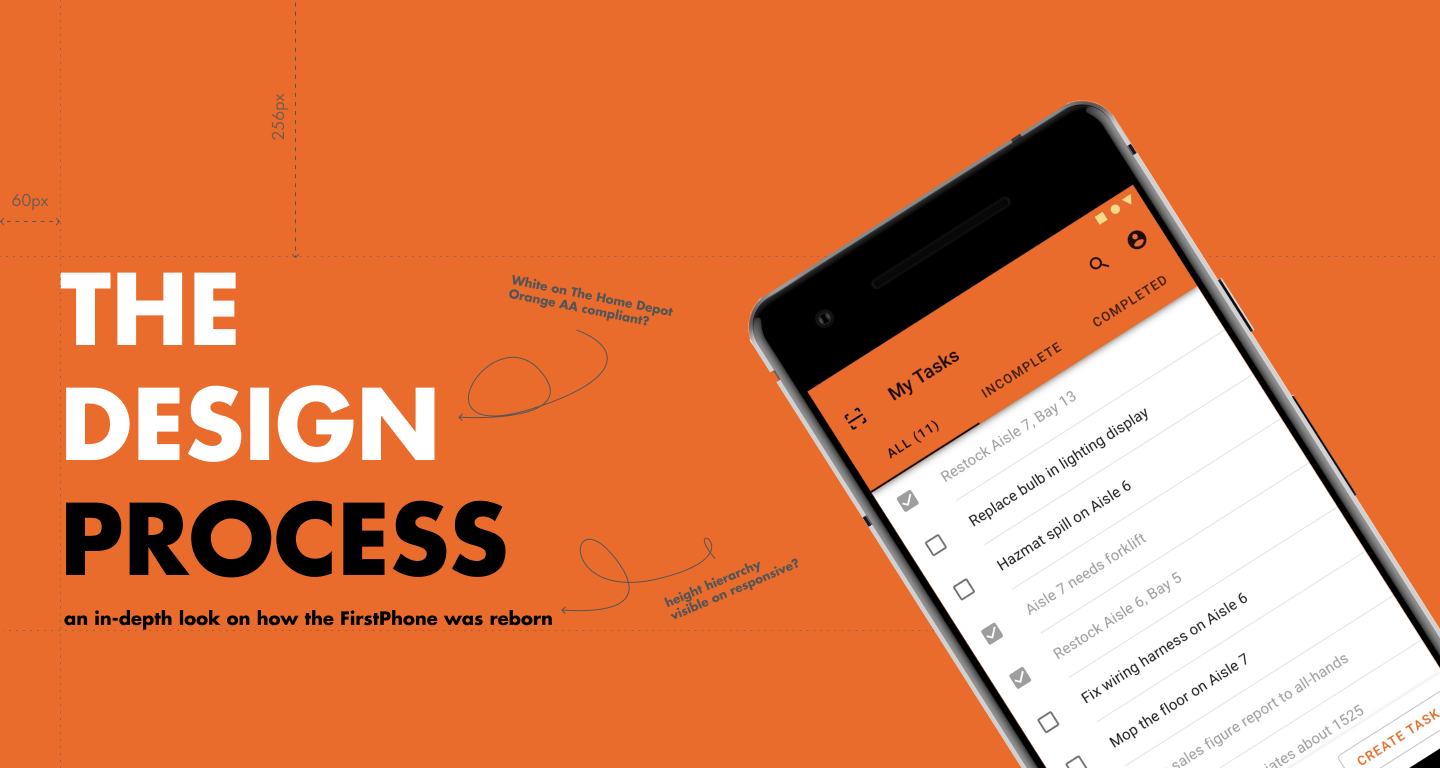 256px
60px
THE
DESIGN
PROCESS
an in-depth look on how the FirstPhone was reborn
White on The Home Depot
Orange AA compliant?
height hierarchy
visible on responsive?
My Tasks
ALL (11)
INCOMPLETE
COMPLETED
Restock Aisle 7, Bay 13
Replace bulb in lighting display
Hazmat spill on Aisle 6
Aisle 7 needs forklift
Restock Aisle 6, Bay 5
Fix wiring harness on Aisle 6
Mop the floor on Aisle 7
sales figure report to all-hands
about 1525
CREATE TASK